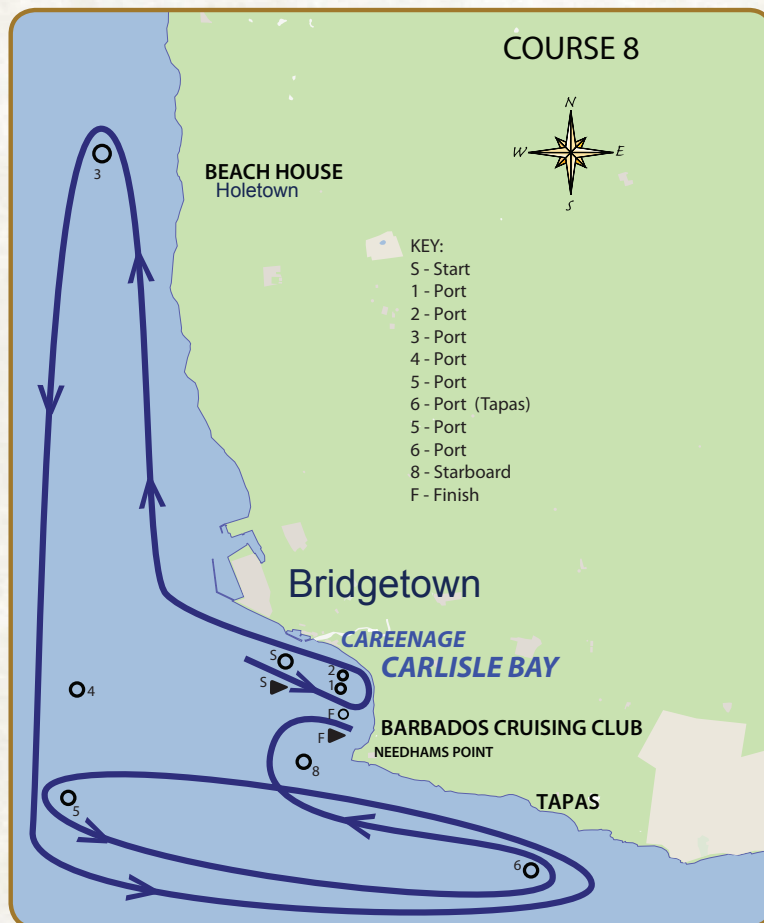 COURSE 8
N
W
E
S
3
BEACH HOUSE
Holetown
KEY:
S - Start
1 - Port
2 - Port
3 - Port
4 - Port
5 - Port
6 - Port (Tapas)
5 - Port
6 - Port
8 - Starboard
F - Finish
Bridgetown
CAREENAGE
CARLISLE BAY
S
2
S
1
4
F
BARBADOS CRUISING CLUB
F
NEEDHAMS POINT
8
TAPAS
5
6